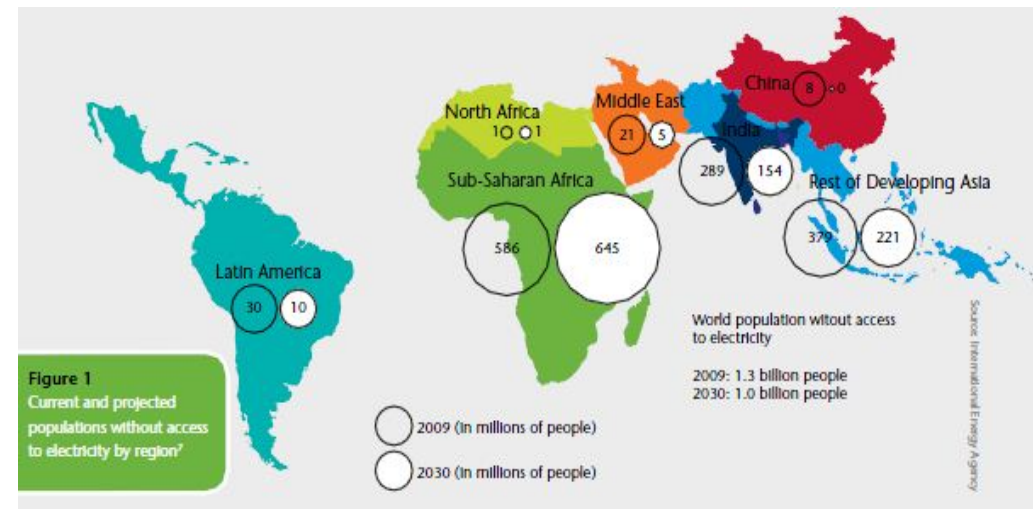 North Africa
1 1
Middle East
21 5
China 8 0
India
289 154
Sub-Saharan Africa
586 645
Rest of Developing Asia
379 221
Latin America
30 10
World population witout access
to electricity
2009: 1.3 billion people
2030: 1.0 billion people
Figure 1
Current and projected
populations without access
to electricity by region⁷
2009 (in millions of people)
2030 (in millions of people)
Source: International Energy Agency